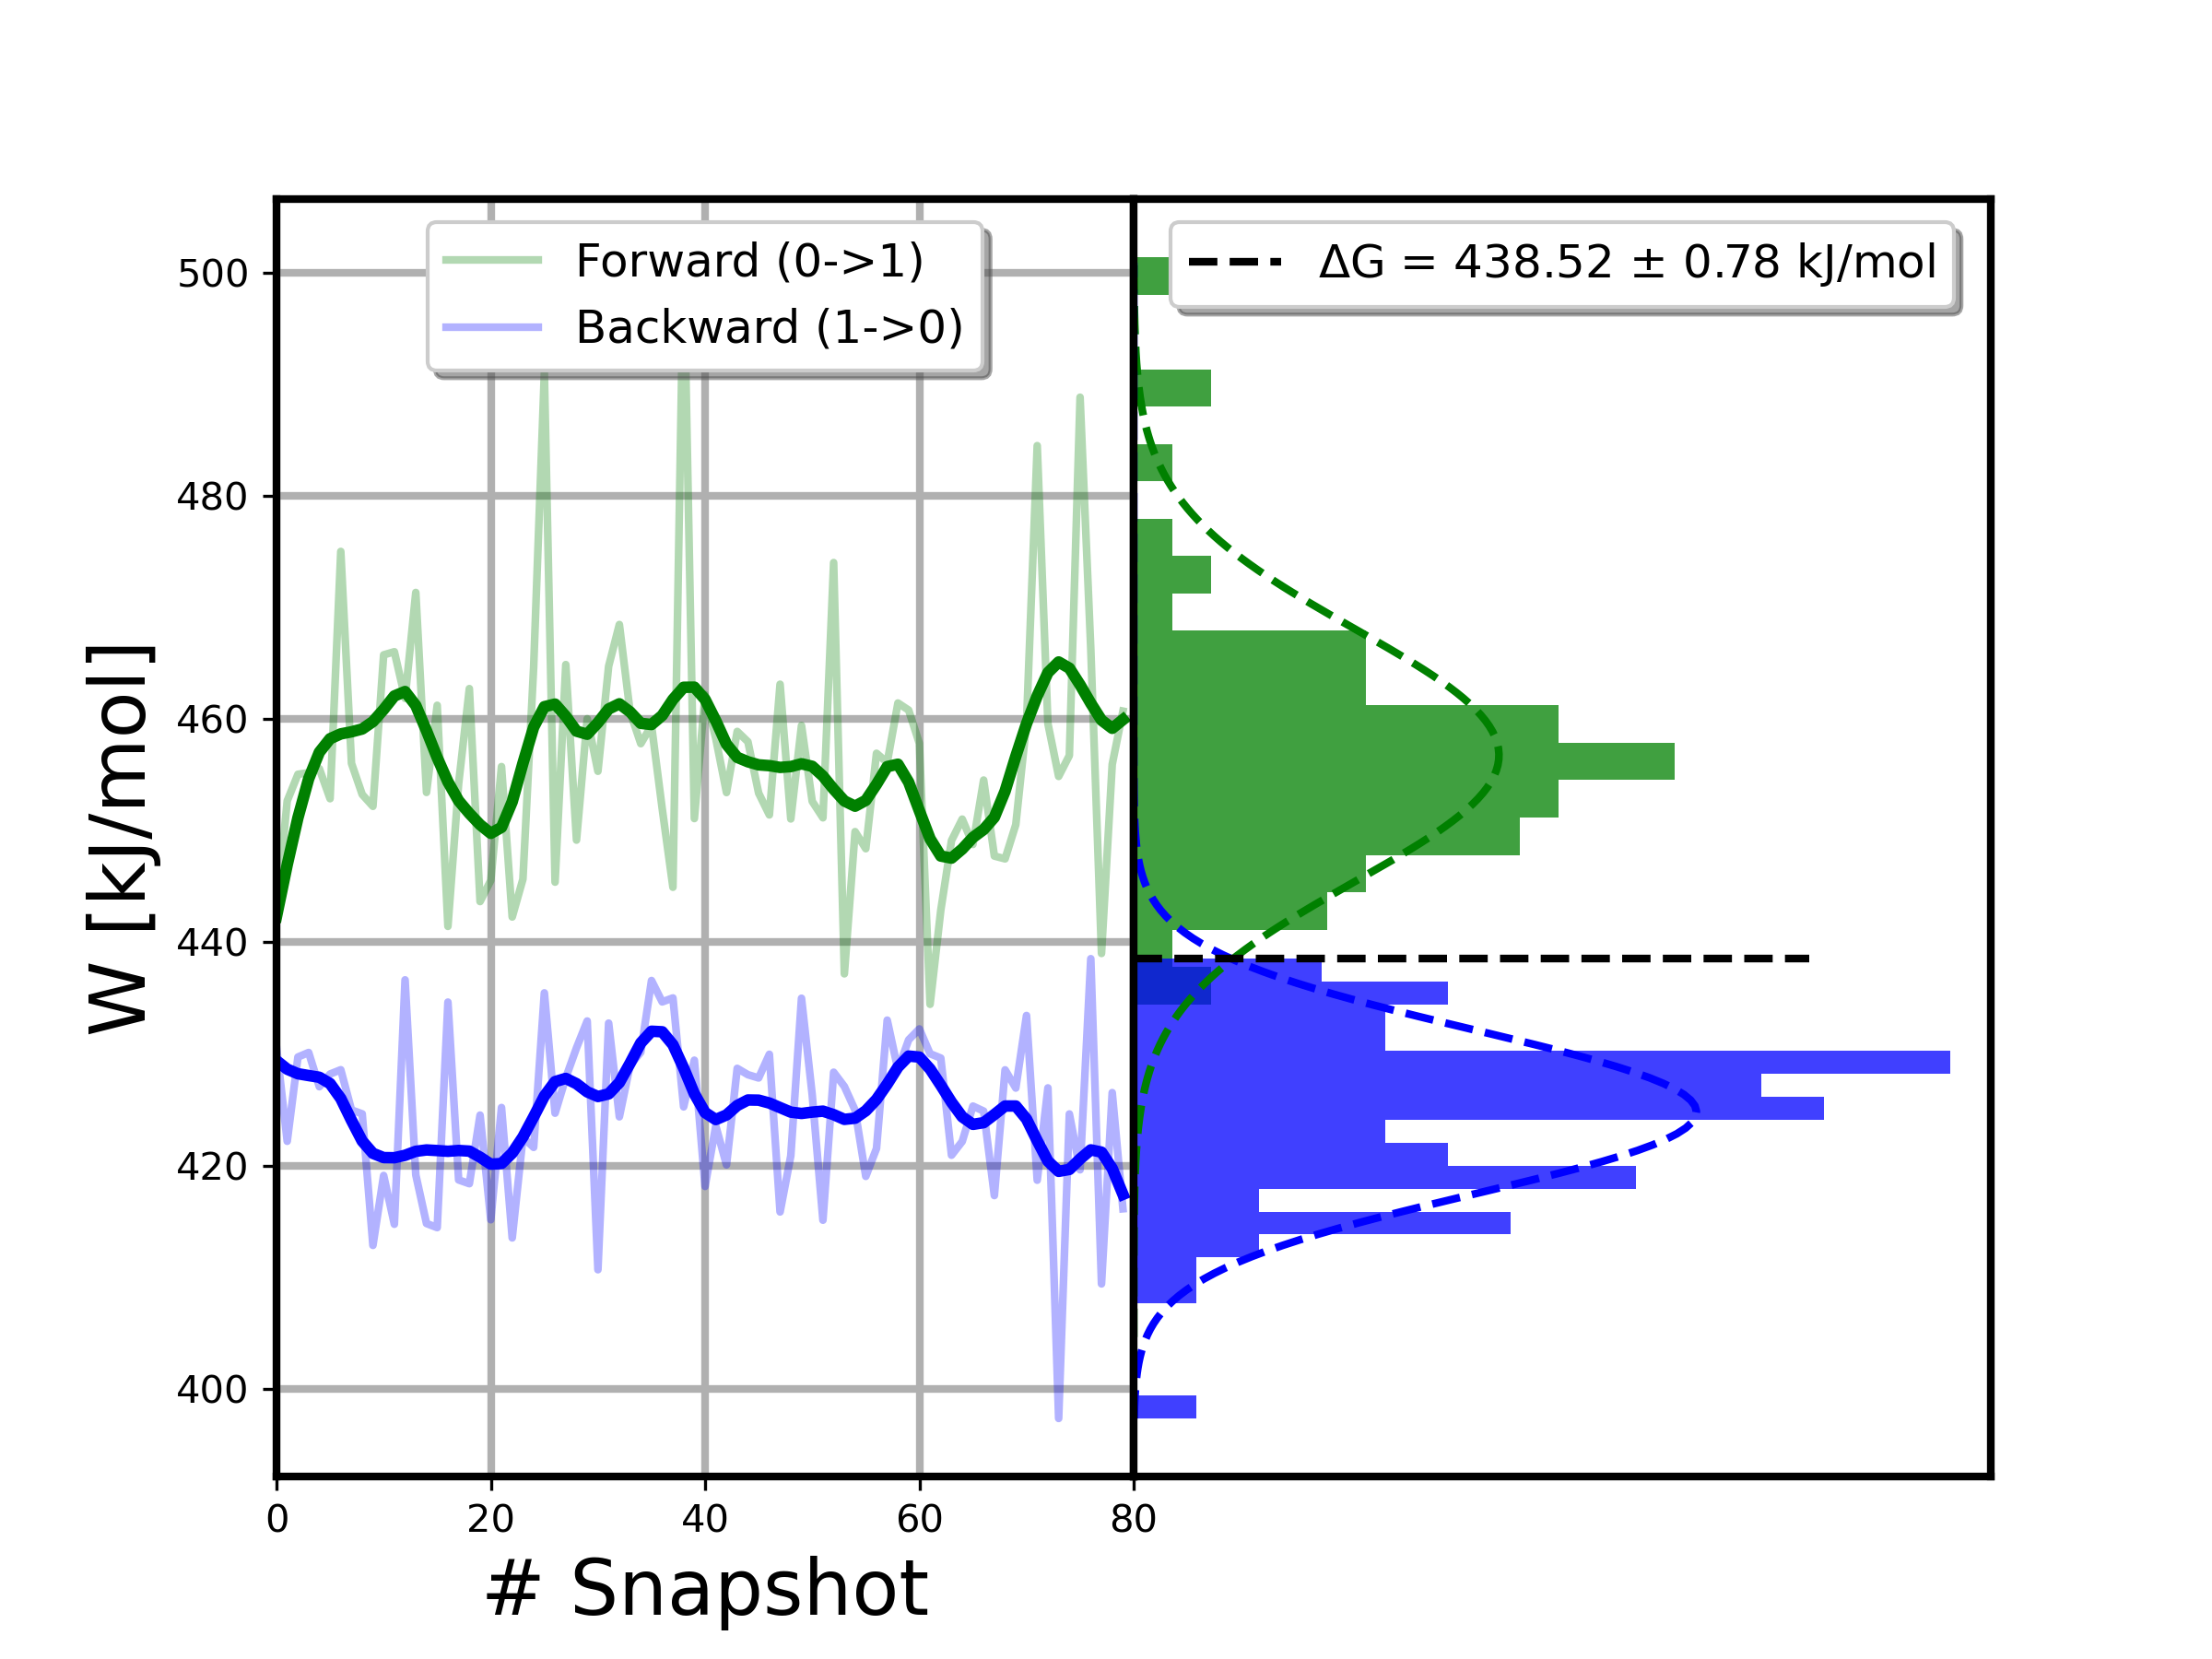 Forward (0->1)
Backward (1->0)
ΔG = 438.52 ± 0.78 kJ/mol
W [kJ/mol]
500
480
460
440
420
400
0 20 40 60 80
# Snapshot